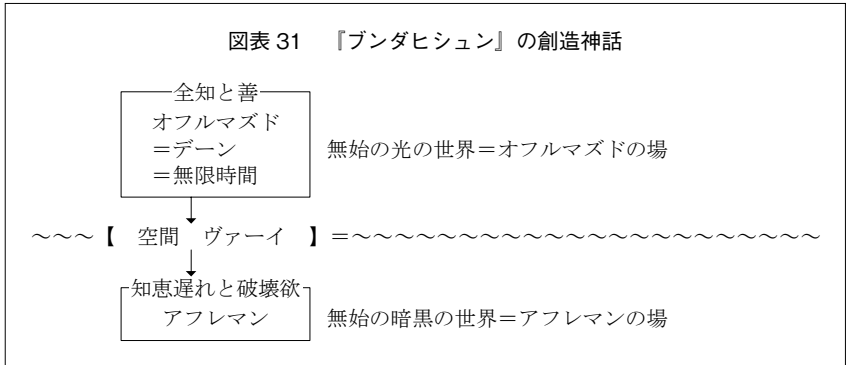 図表 31　『ブンダヒシュン』の創造神話
全知と善
オフルマズド
＝デーン　　無始の光の世界＝オフルマズドの場
＝無限時間
～～～【　空間　ヴァーイ　】＝～～～～～～～～～～～～～～～～～～～～～～
知恵遅れと破壊欲
アフレマン　　無始の暗黒の世界＝アフレマンの場